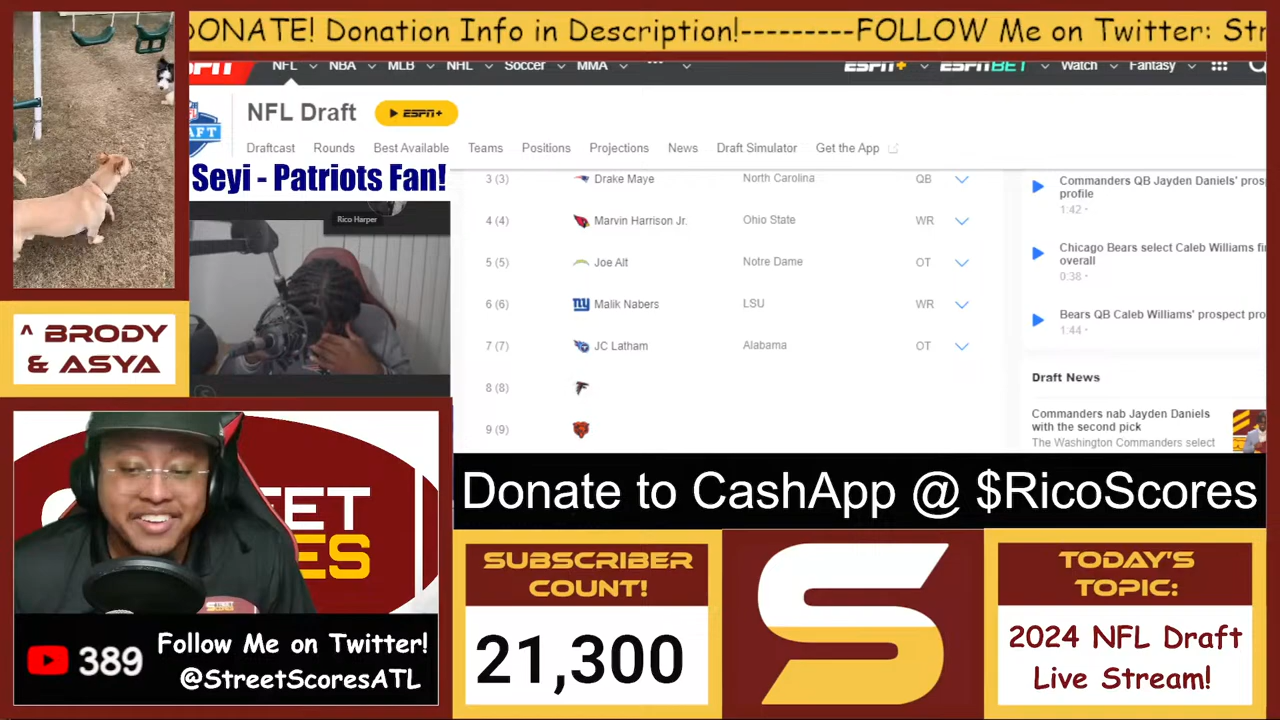 DONATE! Donation Info in Description!---------FOLLOW Me on Twitter: Str
NFL NBA MLB NHL Soccer MMA ... ESPN+ ESPNBET Watch Fantasy
NFL Draft ESPN+
Draftcast Rounds Best Available Teams Positions Projections News Draft Simulator Get the App
Seyi - Patriots Fan!
Rico Harper
3 (3) Drake Maye North Carolina QB
4 (4) Marvin Harrison Jr. Ohio State WR
5 (5) Joe Alt Notre Dame OT
6 (6) Malik Nabers LSU WR
7 (7) JC Latham Alabama OT
8 (8)
9 (9)
Commanders QB Jayden Daniels' pros
profile
1:42
Chicago Bears select Caleb Williams fi
overall
0:38
Bears QB Caleb Williams' prospect pro
1:44
Draft News
Commanders nab Jayden Daniels
with the second pick
The Washington Commanders select
^ BRODY
& ASYA
Donate to CashApp @ $RicoScores
SUBSCRIBER
COUNT!
21,300
TODAY'S
TOPIC:
2024 NFL Draft
Live Stream!
389
Follow Me on Twitter!
@StreetScoresATL